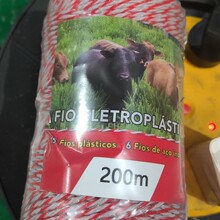 FIO ELETROPLÁSTI
Fios plásticos 6 Fios de aço
200m